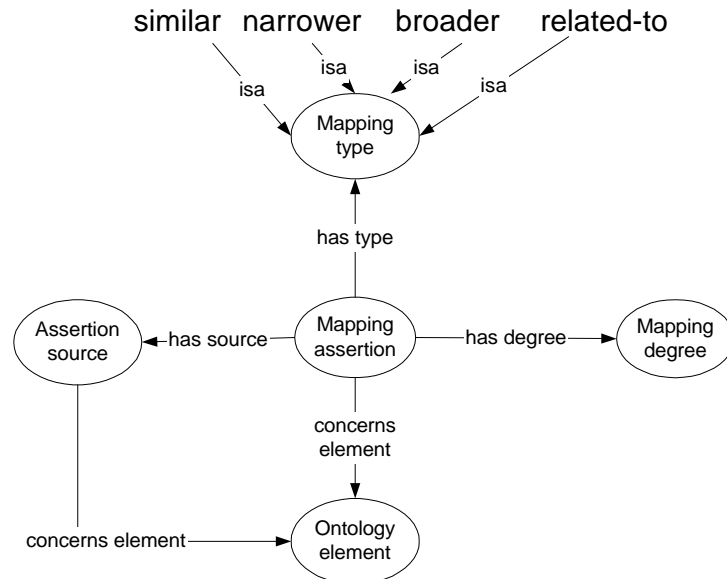 similar narrower broader related-to
isa isa isa isa
Mapping
type
has type
Assertion
source
has source
Mapping
assertion
has degree
Mapping
degree
concerns
element
concerns element
Ontology
element